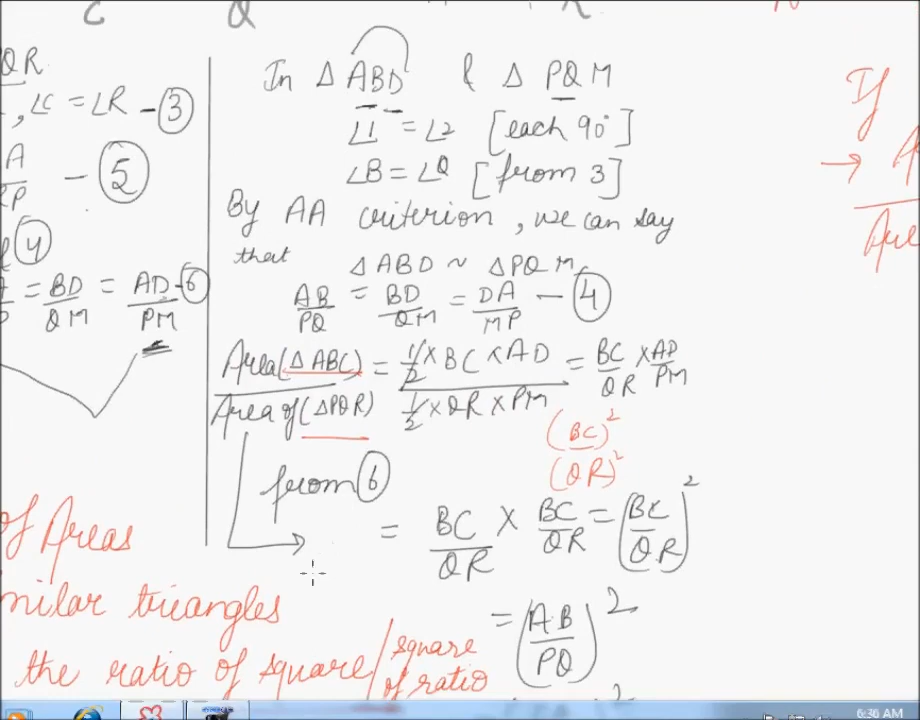 C Q R
QR
, ∠C = ∠R – ③
A – ⑤
④
= BD/QM = AD/PM – ⑥
In △ ABD & △ PQM
∠1 = ∠2 [each 90°]
∠B = ∠Q [from 3]
By AA criterion, we can say
that △ ABD ~ △PQM
AB/PQ = BD/QM = DA/MP – ④
Area(△ ABC)/Area of (△PQR) = 1/2 × BC × AD / 1/2 × QR × PM = BC/QR × AD/PM
(BC)²
(QR)²
from ⑥
= BC/QR × BC/QR = (BC/QR)²
= (AB/PQ)²
of Areas
milar triangles
the ratio of square/square of ratio
If
→ A
Are
6:36 AM